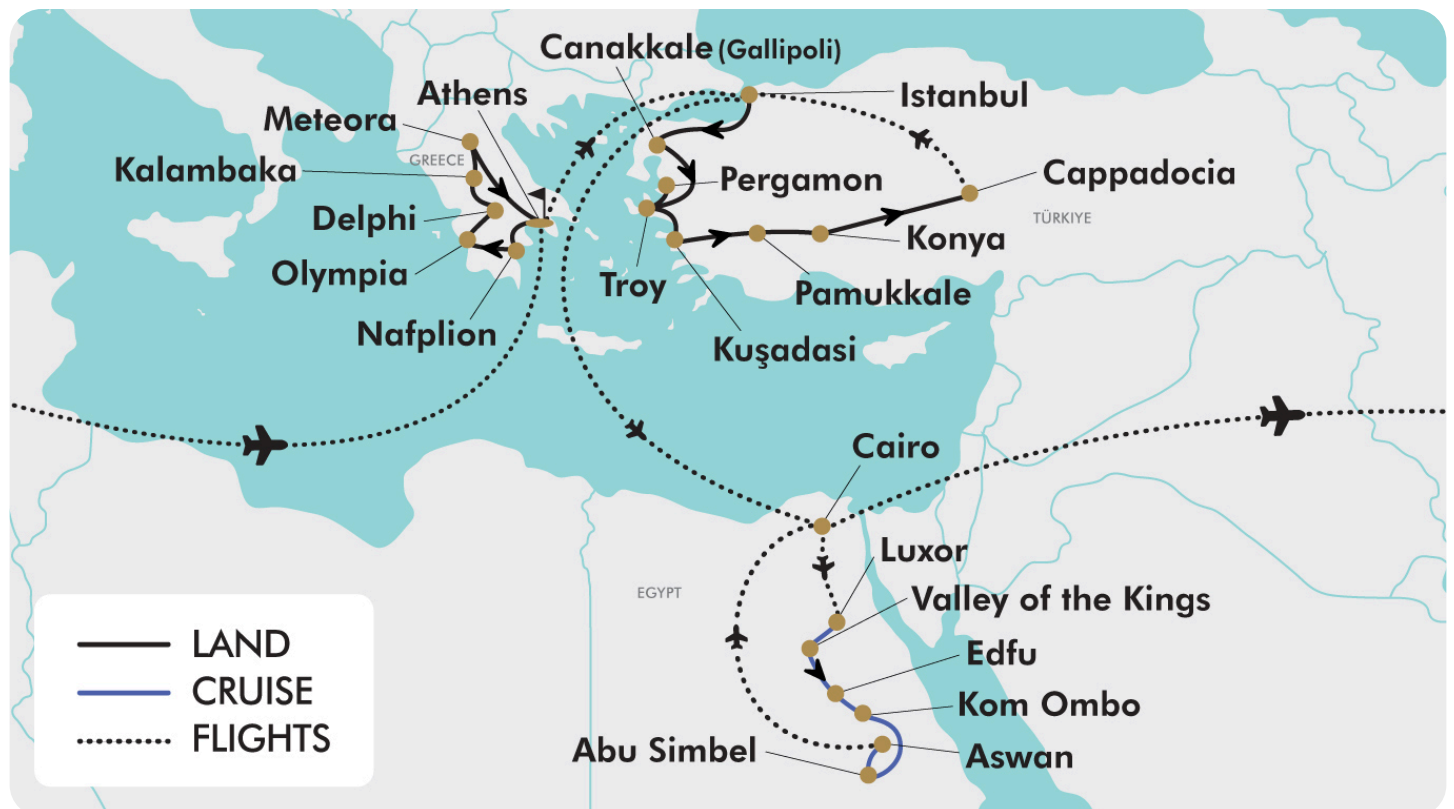 Canakkale (Gallipoli)
Athens
Istanbul
Meteora
GREECE
Kalambaka
Pergamon
Cappadocia
Delphi
TÜRKIYE
Konya
Olympia
Troy
Pamukkale
Nafplion
Kuşadasi
Cairo
Luxor
EGYPT
Valley of the Kings
LAND
Edfu
CRUISE
Kom Ombo
FLIGHTS
Abu Simbel
Aswan